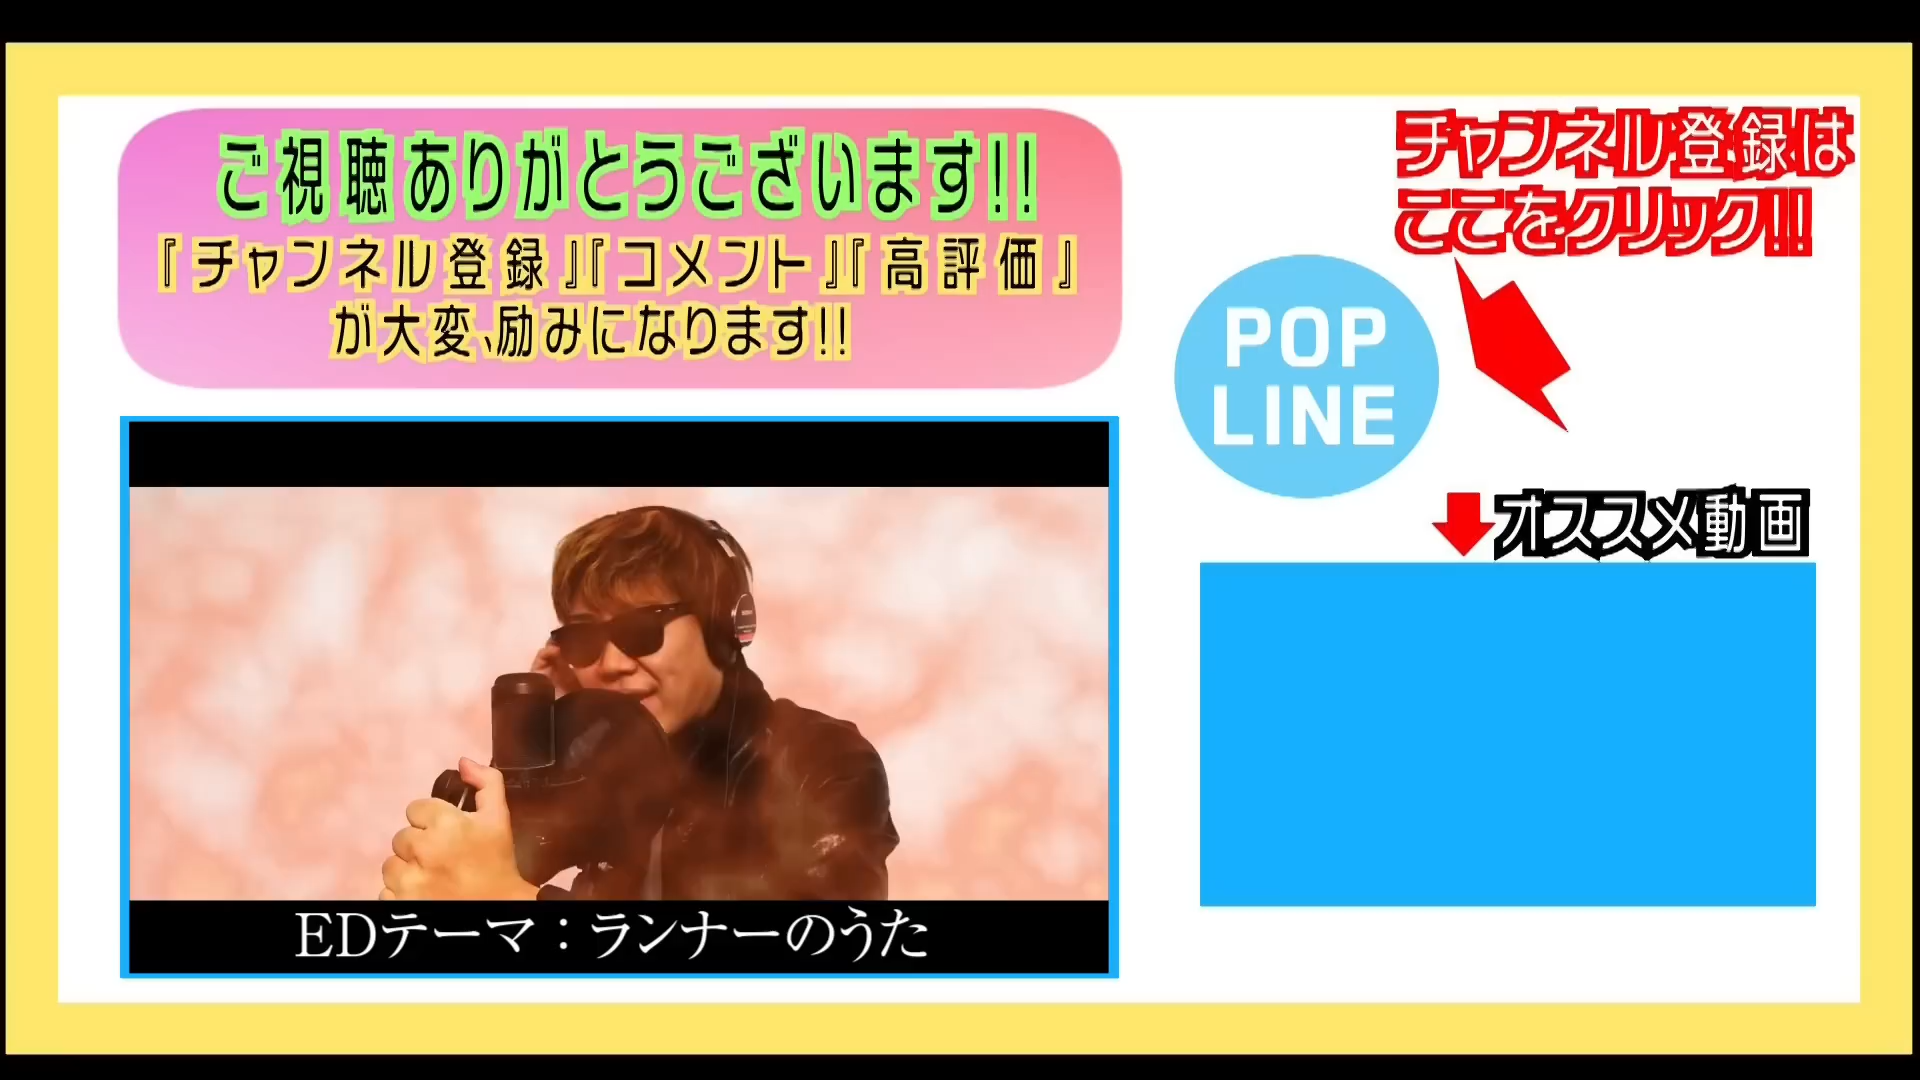 ご視聴ありがとうございます!!
『チャンネル登録』『コメント』『高評価』
が大変、励みになります!!
チャンネル登録は
ここをクリック!!
POP
LINE
オススメ動画
EDテーマ：ランナーのうた